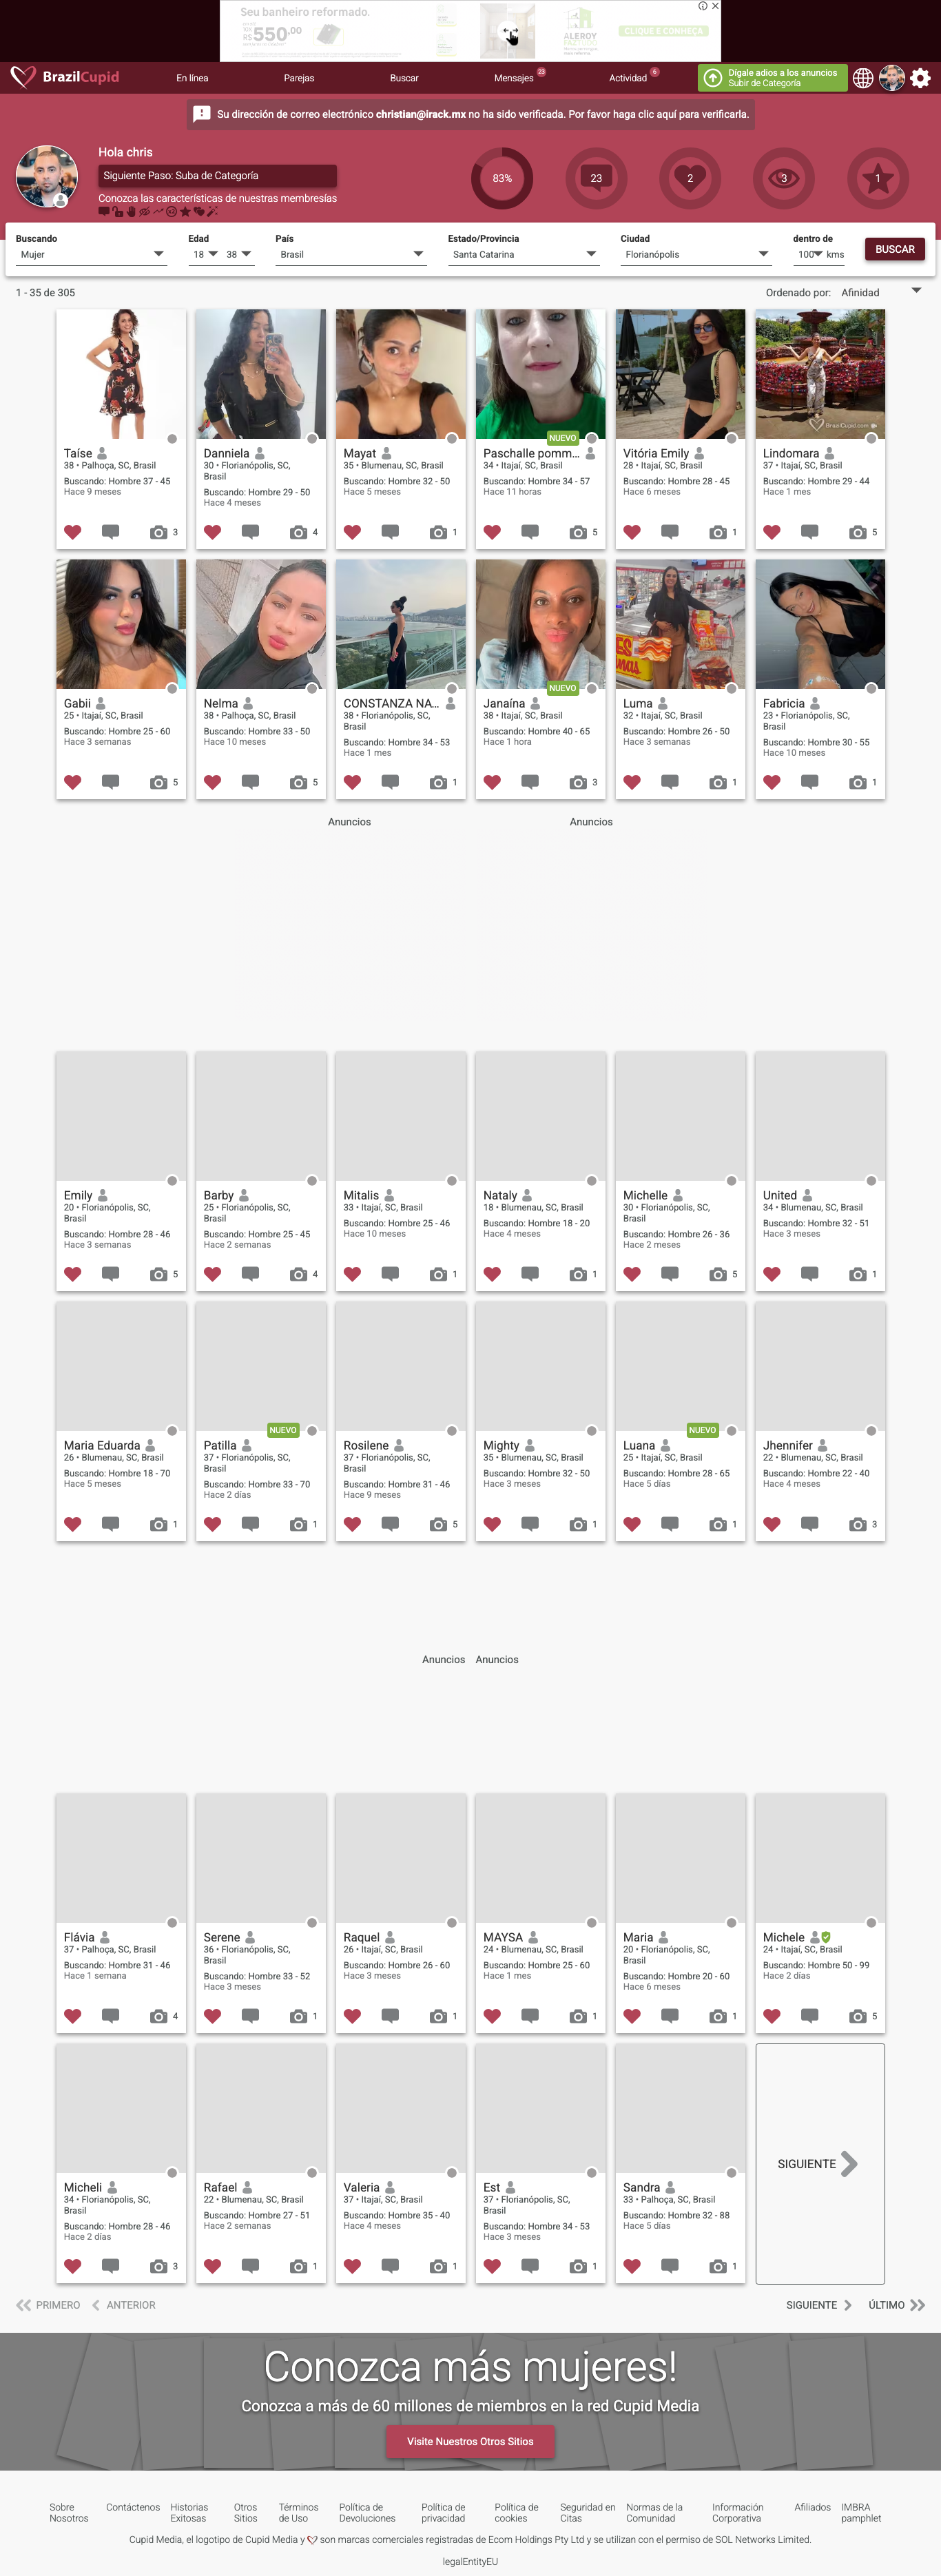 Seu banheiro reformado.
550,00
ALEROY
CLIQUE E CONHEÇA
BrazilCupid
En línea
Parejas
Buscar
Mensajes 23
Actividad 6
Dígale adios a los anuncios
Subir de Categoría
Su dirección de correo electrónico christian@irack.mx no ha sido verificada. Por favor haga clic aquí para verificarla.
Hola chris
Siguiente Paso: Suba de Categoría
Conozca las características de nuestras membresías
83%
23
2
3
1
Buscando
Edad
País
Estado/Provincia
Ciudad
dentro de
Mujer
18
38
Brasil
Santa Catarina
Florianópolis
100 kms
BUSCAR
1 - 35 de 305
Ordenado por: Afinidad
Taíse
38 • Palhoça, SC, Brasil
Buscando: Hombre 37 - 45
Hace 9 meses
3
Danniela
30 • Florianópolis, SC,
Brasil
Buscando: Hombre 29 - 50
Hace 4 meses
4
Mayat
35 • Blumenau, SC, Brasil
Buscando: Hombre 32 - 50
Hace 5 meses
1
NUEVO
Paschalle pomm...
34 • Itajaí, SC, Brasil
Buscando: Hombre 34 - 57
Hace 11 horas
5
Vitória Emily
28 • Itajaí, SC, Brasil
Buscando: Hombre 28 - 45
Hace 6 meses
1
BrazilCupid.com
Lindomara
37 • Itajaí, SC, Brasil
Buscando: Hombre 29 - 44
Hace 1 mes
5
Gabii
25 • Itajaí, SC, Brasil
Buscando: Hombre 25 - 60
Hace 3 semanas
5
Nelma
38 • Palhoça, SC, Brasil
Buscando: Hombre 33 - 50
Hace 10 meses
5
CONSTANZA NA...
38 • Florianópolis, SC,
Brasil
Buscando: Hombre 34 - 53
Hace 1 mes
1
NUEVO
Janaína
38 • Itajaí, SC, Brasil
Buscando: Hombre 40 - 65
Hace 1 hora
3
Luma
32 • Itajaí, SC, Brasil
Buscando: Hombre 26 - 50
Hace 3 semanas
1
Fabricia
23 • Florianópolis, SC,
Brasil
Buscando: Hombre 30 - 55
Hace 10 meses
1
Anuncios
Anuncios
Emily
20 • Florianópolis, SC,
Brasil
Buscando: Hombre 28 - 46
Hace 3 semanas
5
Barby
25 • Florianópolis, SC,
Brasil
Buscando: Hombre 25 - 45
Hace 2 semanas
4
Mitalis
33 • Itajaí, SC, Brasil
Buscando: Hombre 25 - 46
Hace 10 meses
1
Nataly
18 • Blumenau, SC, Brasil
Buscando: Hombre 18 - 20
Hace 4 meses
1
Michelle
30 • Florianópolis, SC,
Brasil
Buscando: Hombre 26 - 36
Hace 2 meses
5
United
34 • Blumenau, SC, Brasil
Buscando: Hombre 32 - 51
Hace 3 meses
1
Maria Eduarda
26 • Blumenau, SC, Brasil
Buscando: Hombre 18 - 70
Hace 5 meses
1
NUEVO
Patilla
37 • Florianópolis, SC,
Brasil
Buscando: Hombre 33 - 70
Hace 2 días
1
Rosilene
37 • Florianópolis, SC,
Brasil
Buscando: Hombre 31 - 46
Hace 9 meses
5
Mighty
35 • Blumenau, SC, Brasil
Buscando: Hombre 32 - 50
Hace 3 meses
1
NUEVO
Luana
25 • Itajaí, SC, Brasil
Buscando: Hombre 28 - 65
Hace 5 días
1
Jhennifer
22 • Blumenau, SC, Brasil
Buscando: Hombre 22 - 40
Hace 4 meses
3
Anuncios
Anuncios
Flávia
37 • Palhoça, SC, Brasil
Buscando: Hombre 31 - 46
Hace 1 semana
4
Serene
36 • Florianópolis, SC,
Brasil
Buscando: Hombre 33 - 52
Hace 3 meses
1
Raquel
26 • Itajaí, SC, Brasil
Buscando: Hombre 26 - 60
Hace 3 meses
1
MAYSA
24 • Blumenau, SC, Brasil
Buscando: Hombre 25 - 60
Hace 1 mes
1
Maria
20 • Florianópolis, SC,
Brasil
Buscando: Hombre 20 - 60
Hace 6 meses
1
Michele
24 • Itajaí, SC, Brasil
Buscando: Hombre 50 - 99
Hace 2 días
5
Micheli
34 • Florianópolis, SC,
Brasil
Buscando: Hombre 28 - 46
Hace 2 días
3
Rafael
22 • Blumenau, SC, Brasil
Buscando: Hombre 27 - 51
Hace 2 semanas
1
Valeria
37 • Itajaí, SC, Brasil
Buscando: Hombre 35 - 40
Hace 4 meses
1
Est
37 • Florianópolis, SC,
Brasil
Buscando: Hombre 34 - 53
Hace 3 meses
1
Sandra
33 • Palhoça, SC, Brasil
Buscando: Hombre 32 - 88
Hace 5 días
1
SIGUIENTE
PRIMERO
ANTERIOR
SIGUIENTE
ÚLTIMO
Conozca más mujeres!
Conozca a más de 60 millones de miembros en la red Cupid Media
Visite Nuestros Otros Sitios
Sobre
Nosotros
Contáctenos
Historias
Exitosas
Otros
Sitios
Términos
de Uso
Política de
Devoluciones
Política de
privacidad
Política de
cookies
Seguridad en
Citas
Normas de la
Comunidad
Información
Corporativa
Afiliados
IMBRA
pamphlet
Cupid Media, el logotipo de Cupid Media y son marcas comerciales registradas de Ecom Holdings Pty Ltd y se utilizan con el permiso de SOL Networks Limited.
legalEntityEU